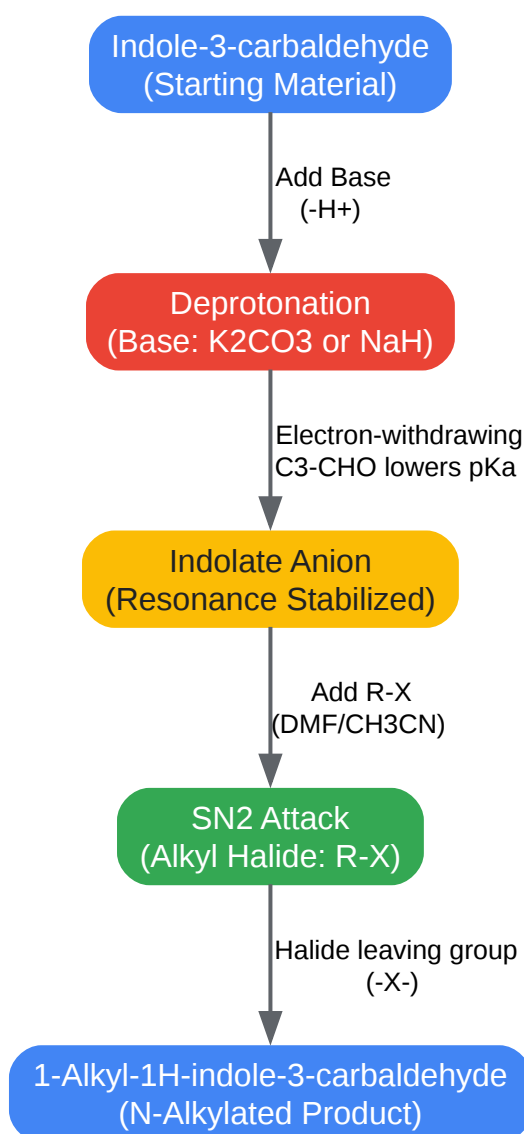 Indole-3-carbaldehyde
(Starting Material)
Add Base
(-H+)
Deprotonation
(Base: K2CO3 or NaH)
Electron-withdrawing
C3-CHO lowers pKa
Indolate Anion
(Resonance Stabilized)
Add R-X
(DMF/CH3CN)
SN2 Attack
(Alkyl Halide: R-X)
Halide leaving group
(-X-)
1-Alkyl-1H-indole-3-carbaldehyde
(N-Alkylated Product)